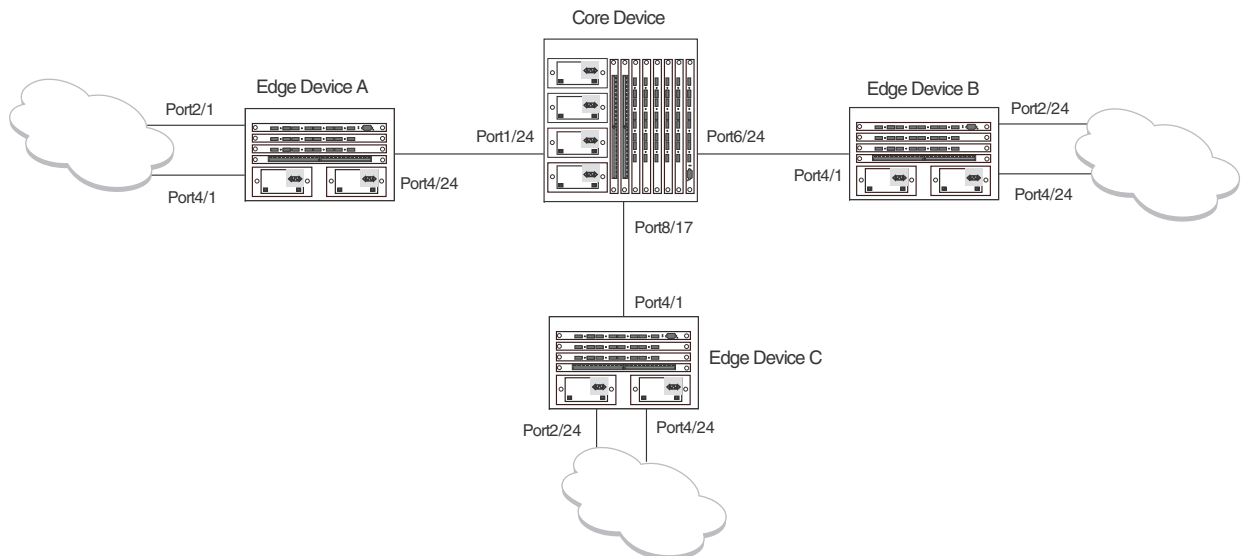 Core Device
Edge Device A
Edge Device B
Port2/1
Port2/24
Port1/24
Port6/24
Port4/1
Port4/24
Port4/1
Port4/24
Port8/17
Port4/1
Edge Device C
Port2/24
Port4/24